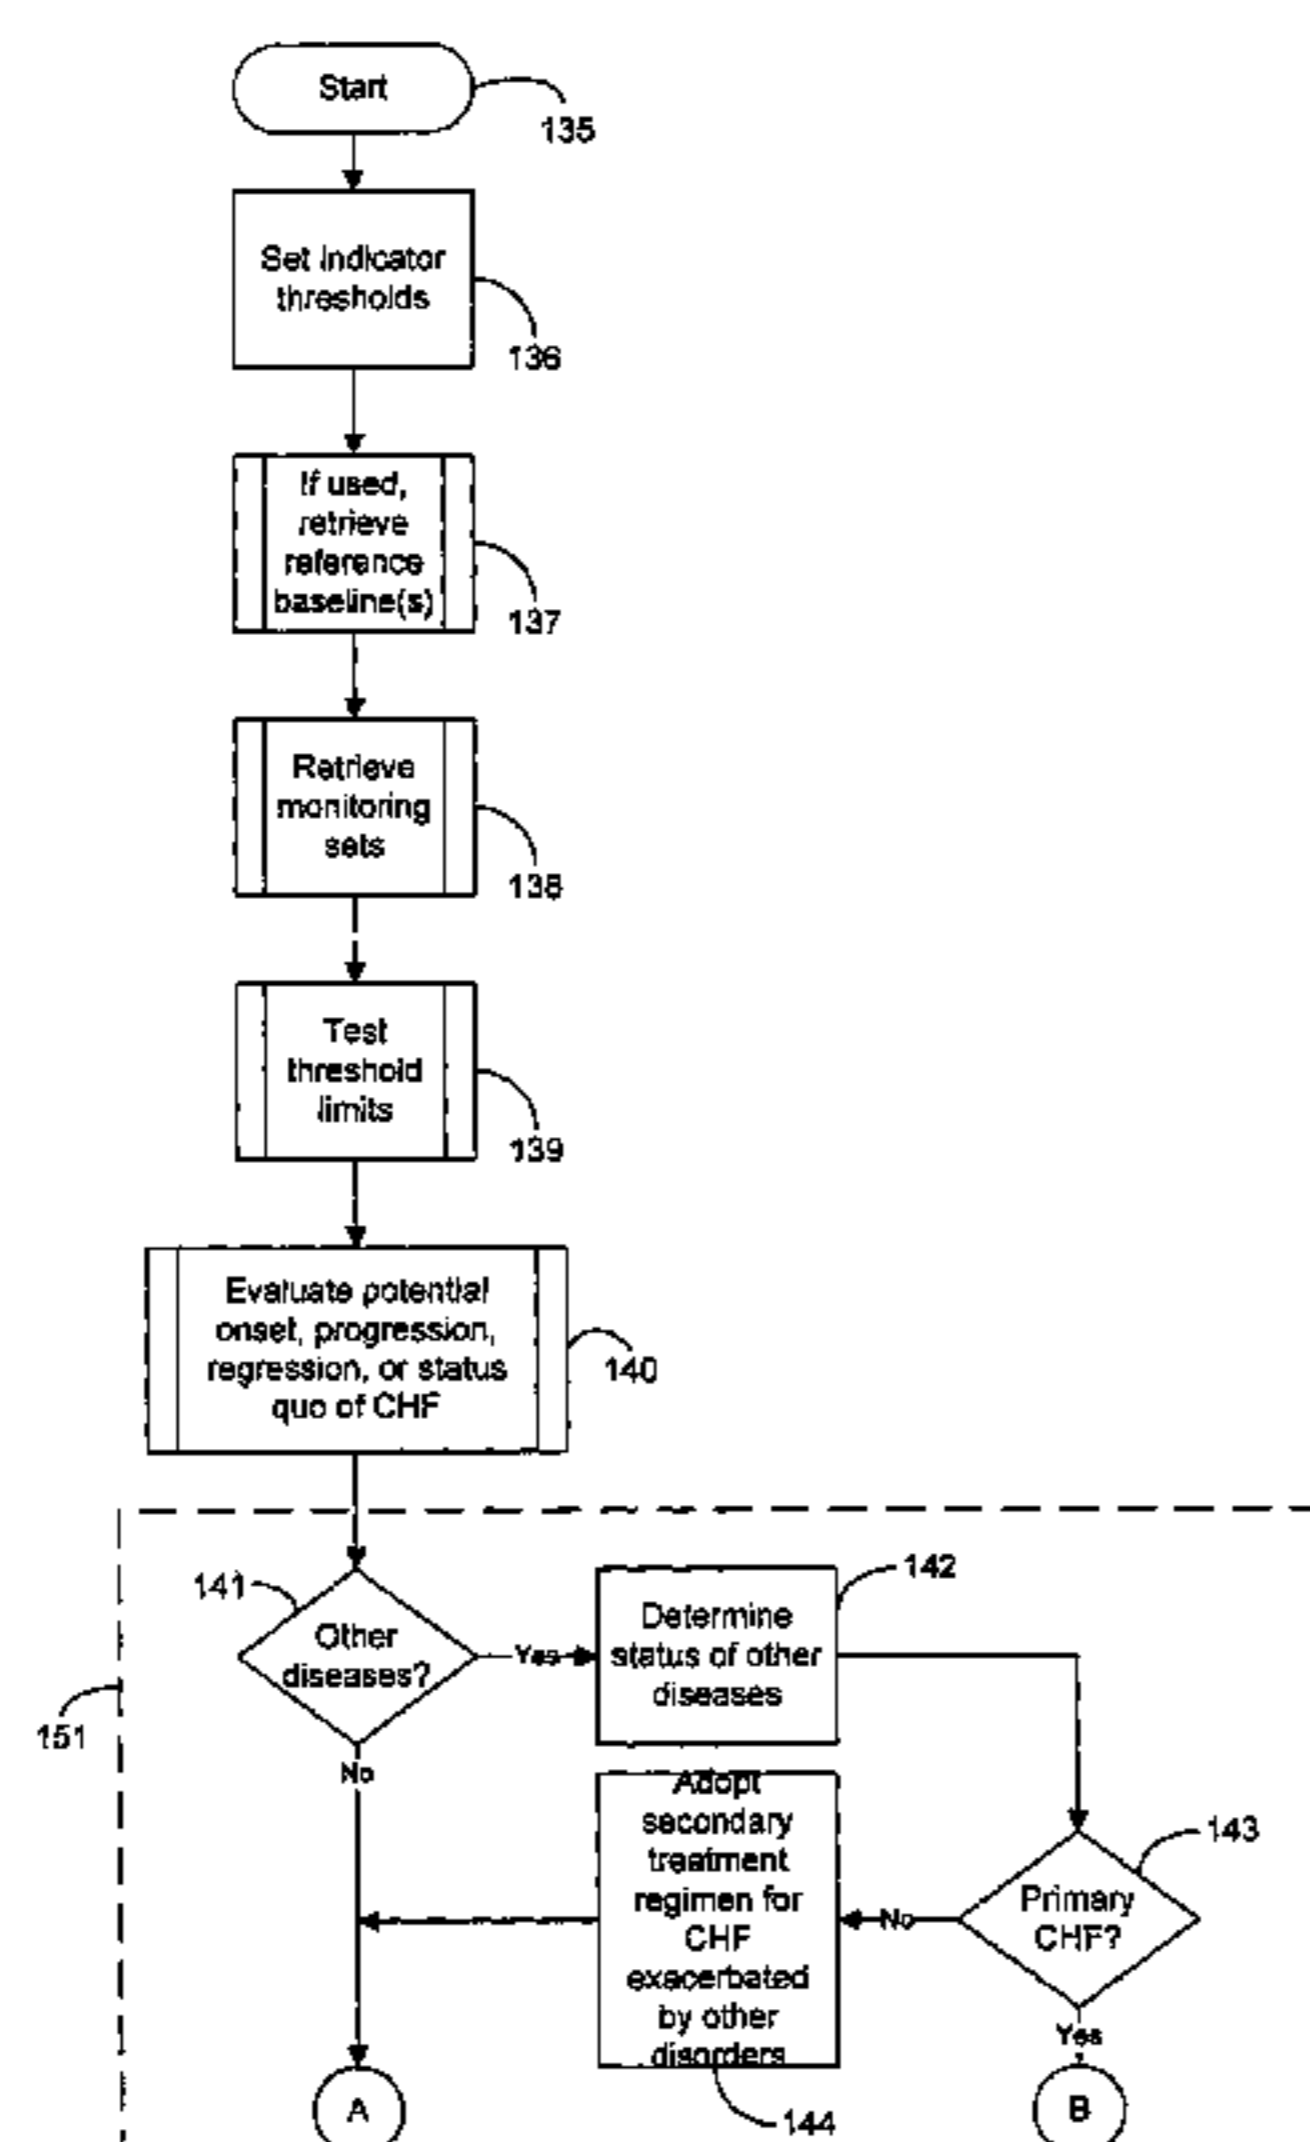 Start
135
Set indicator
thresholds
136
If used,
retrieve
reference
baseline(s)
137
Retrieve
monitoring
sets
138
Test
threshold
limits
139
Evaluate potential
onset, progression,
regression, or status
quo of CHF
140
141
Other
diseases?
Yes
Determine
status of other
diseases
142
151
No
Adopt
secondary
treatment
regimen for
CHF
exacerbated
by other
disorders
144
No
Primary
CHF?
143
Yes
A
B